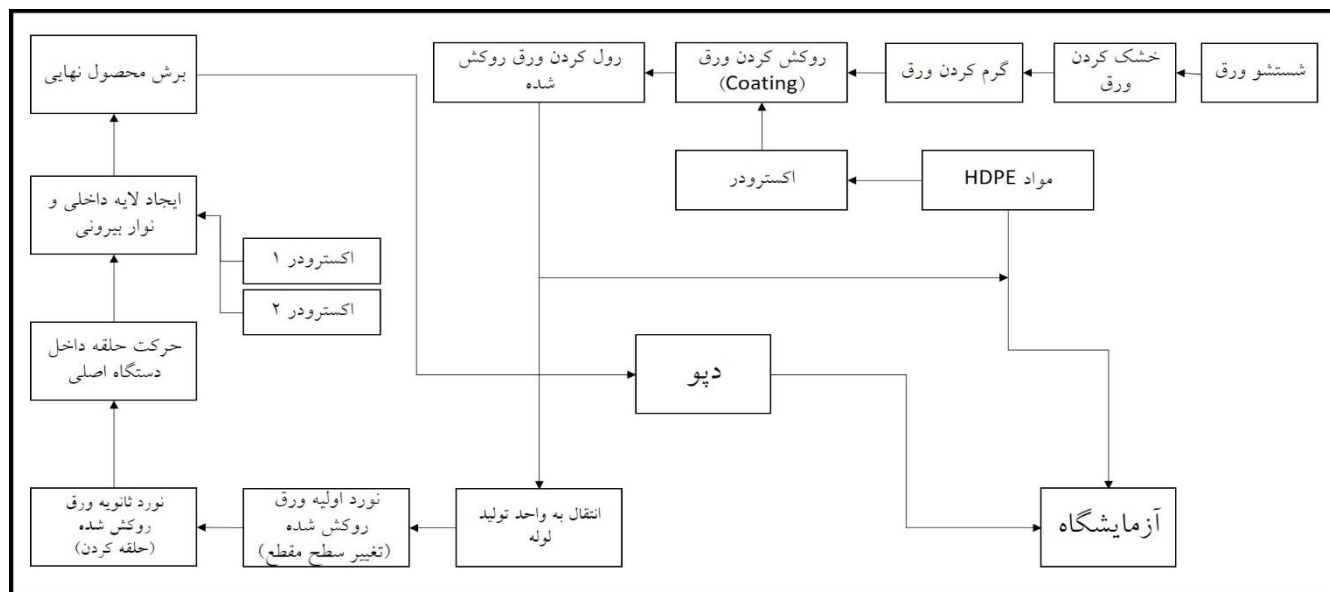 شستشو ورق
خشک کردن
ورق
گرم کردن ورق
روکش کردن ورق
(Coating)
رول کردن ورق روکش
شده
برش محصول نهایی
مواد HDPE
اکسترودر
ایجاد لایه داخلی و
نوار بیرونی
اکسترودر ۱
اکسترودر ۲
حرکت حلقه داخل
دستگاه اصلی
دپو
آزمایشگاه
انتقال به واحد تولید
لوله
نورد اولیه ورق
روکش شده
(تغییر سطح مقطع)
نورد ثانویه ورق
روکش شده
(حلقه کردن)